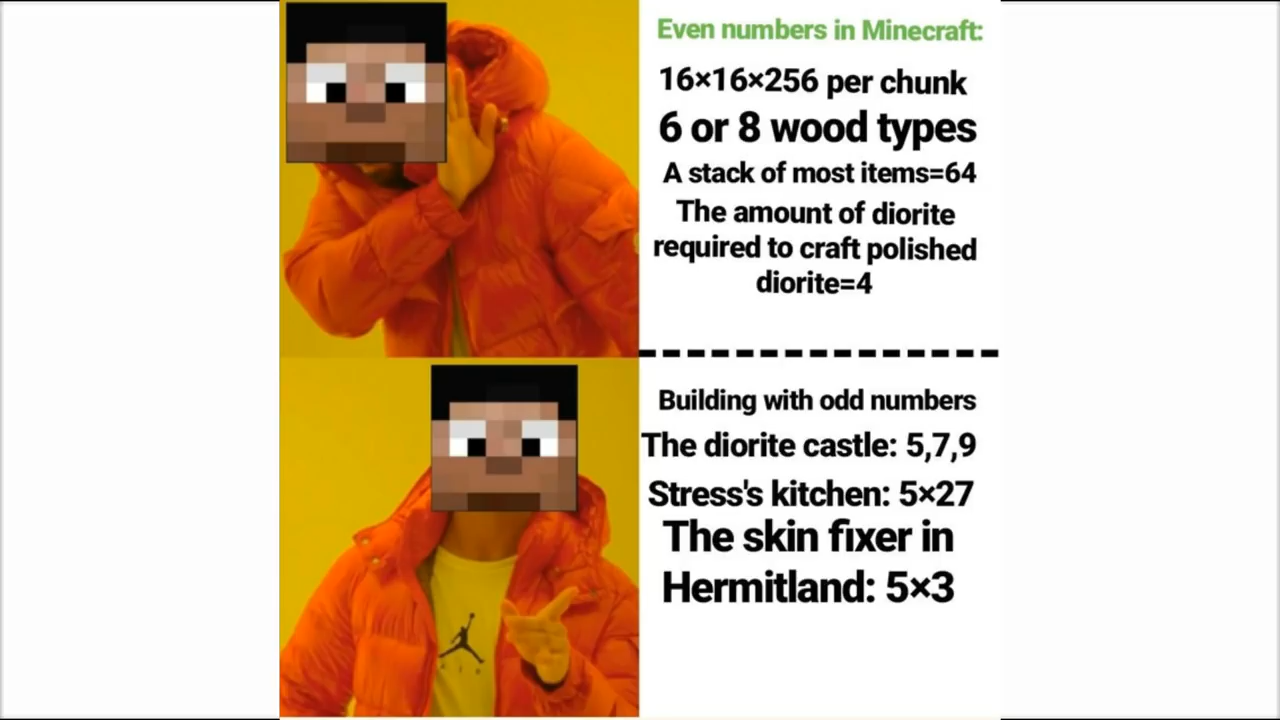 Even numbers in Minecraft:
16×16×256 per chunk
6 or 8 wood types
A stack of most items=64
The amount of diorite
required to craft polished
diorite=4
Building with odd numbers
The diorite castle: 5,7,9
Stress's kitchen: 5×27
The skin fixer in
Hermitland: 5×3